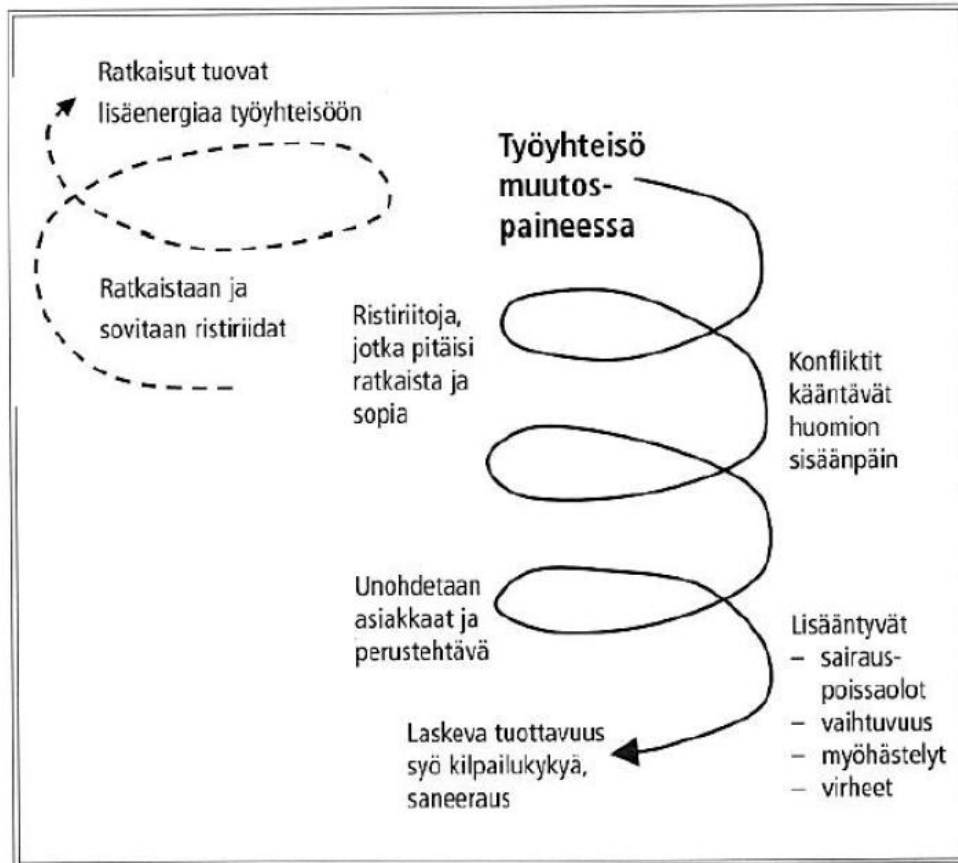 Ratkaisut tuovat
lisäenergiaa työyhteisöön
Ratkaistaan ja
sovitaan ristiriidat
Työyhteisö
muutos-
paineessa
Ristiriitoja,
jotka pitäisi
ratkaista ja
sopia
Konfliktit
kääntävät
huomion
sisäänpäin
Unohdetaan
asiakkaat ja
perustehtävä
Lisääntyvät
– sairaus-
poissaolot
– vaihtuvuus
– myöhästelyt
– virheet
Laskeva tuottavuus
syö kilpailukykyä,
saneeraus